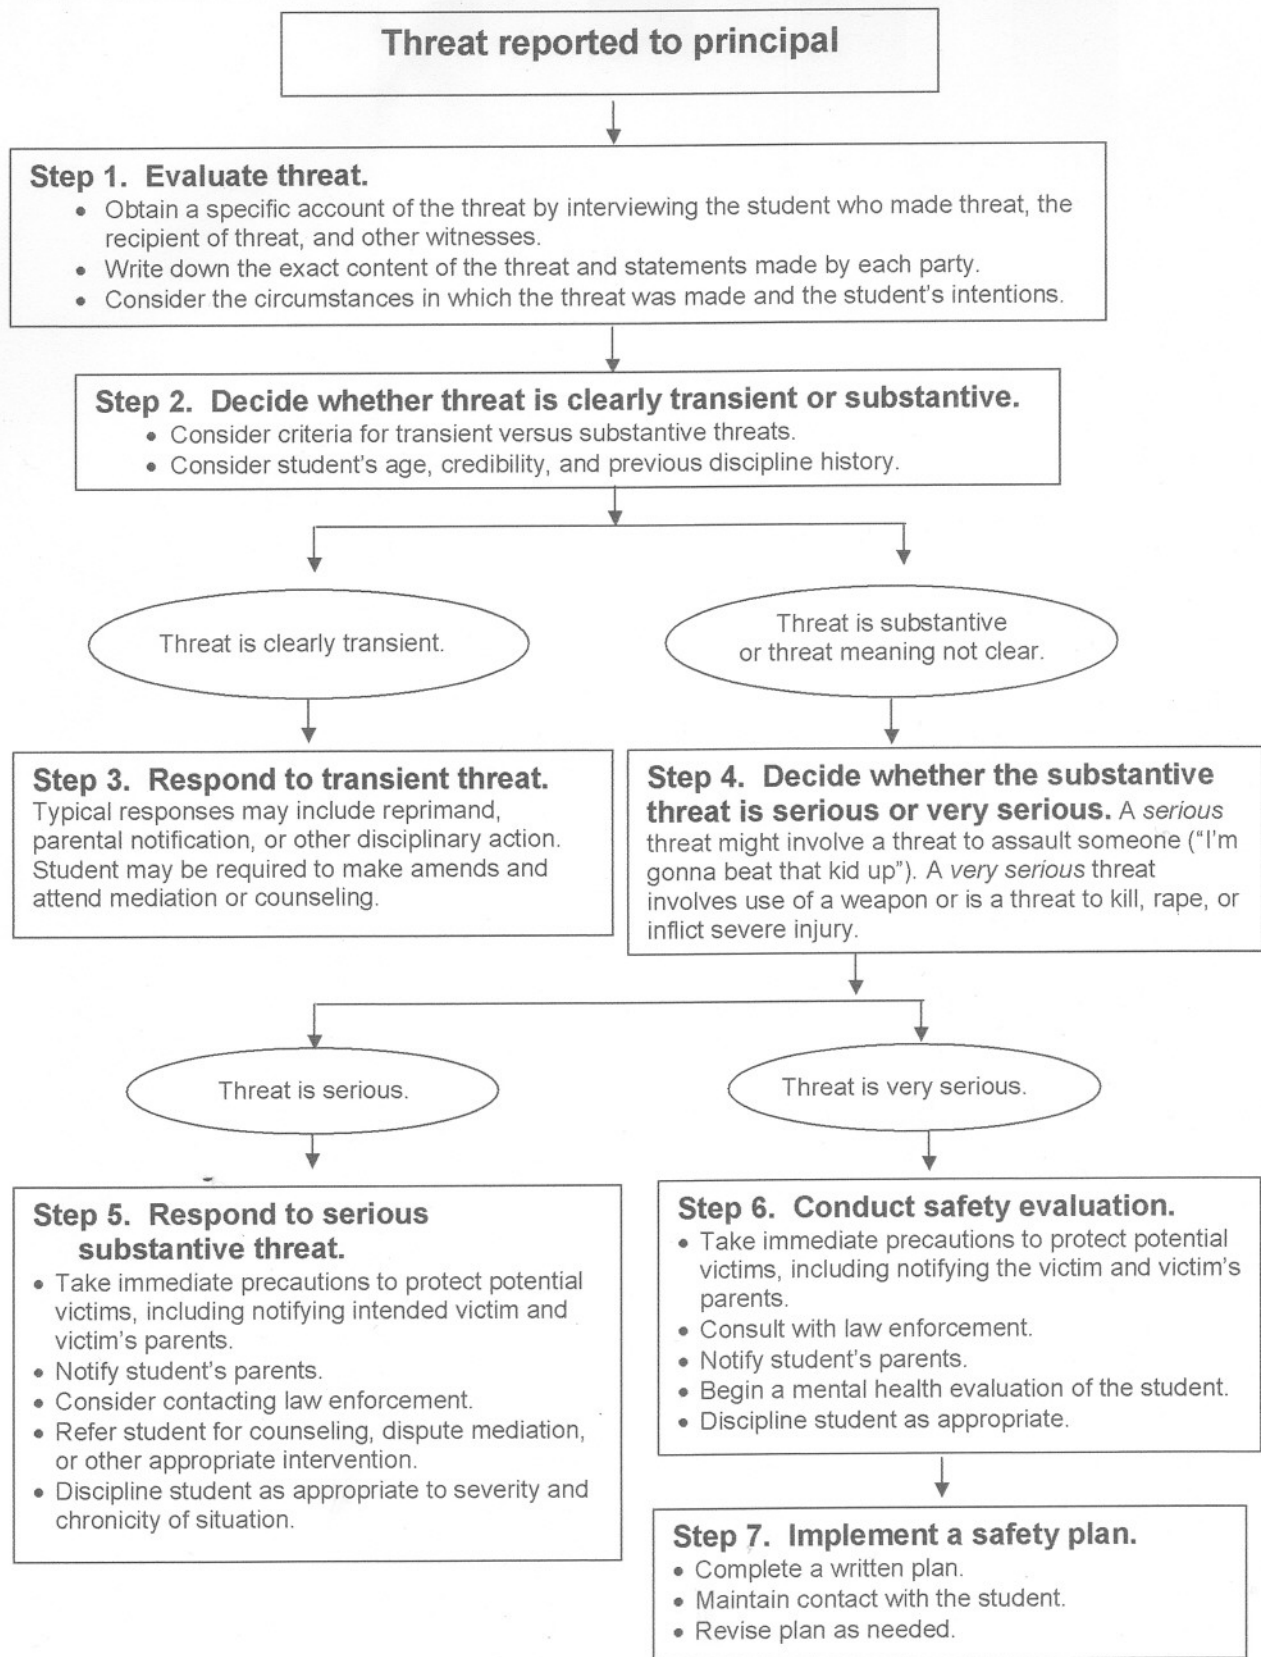 Threat reported to principal
Step 1. Evaluate threat.
• Obtain a specific account of the threat by interviewing the student who made threat, the
recipient of threat, and other witnesses.
• Write down the exact content of the threat and statements made by each party.
• Consider the circumstances in which the threat was made and the student's intentions.
Step 2. Decide whether threat is clearly transient or substantive.
• Consider criteria for transient versus substantive threats.
• Consider student's age, credibility, and previous discipline history.
Threat is clearly transient.
Threat is substantive
or threat meaning not clear.
Step 3. Respond to transient threat.
Typical responses may include reprimand,
parental notification, or other disciplinary action.
Student may be required to make amends and
attend mediation or counseling.
Step 4. Decide whether the substantive
threat is serious or very serious. A serious
threat might involve a threat to assault someone ("I'm
gonna beat that kid up"). A very serious threat
involves use of a weapon or is a threat to kill, rape, or
inflict severe injury.
Threat is serious.
Threat is very serious.
Step 5. Respond to serious
substantive threat.
• Take immediate precautions to protect potential
victims, including notifying intended victim and
victim's parents.
• Notify student's parents.
• Consider contacting law enforcement.
• Refer student for counseling, dispute mediation,
or other appropriate intervention.
• Discipline student as appropriate to severity and
chronicity of situation.
Step 6. Conduct safety evaluation.
• Take immediate precautions to protect potential
victims, including notifying the victim and victim's
parents.
• Consult with law enforcement.
• Notify student's parents.
• Begin a mental health evaluation of the student.
• Discipline student as appropriate.
Step 7. Implement a safety plan.
• Complete a written plan.
• Maintain contact with the student.
• Revise plan as needed.